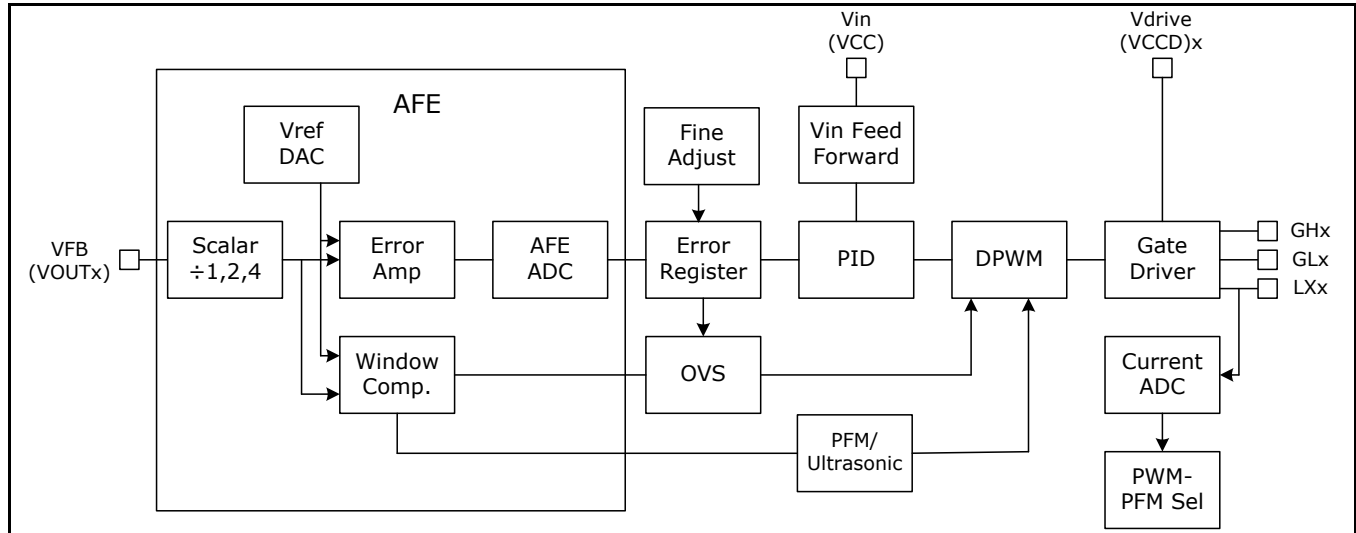 Vin
(VCC)
Vdrive
(VCCD)x
AFE
Vref
DAC
Fine
Adjust
Vin Feed
Forward
VFB
(VOUTx)
Scalar
÷1,2,4
Error
Amp
AFE
ADC
Error
Register
PID
DPWM
Gate
Driver
GHx
GLx
LXx
Window
Comp.
OVS
Current
ADC
PFM/
Ultrasonic
PWM-
PFM Sel